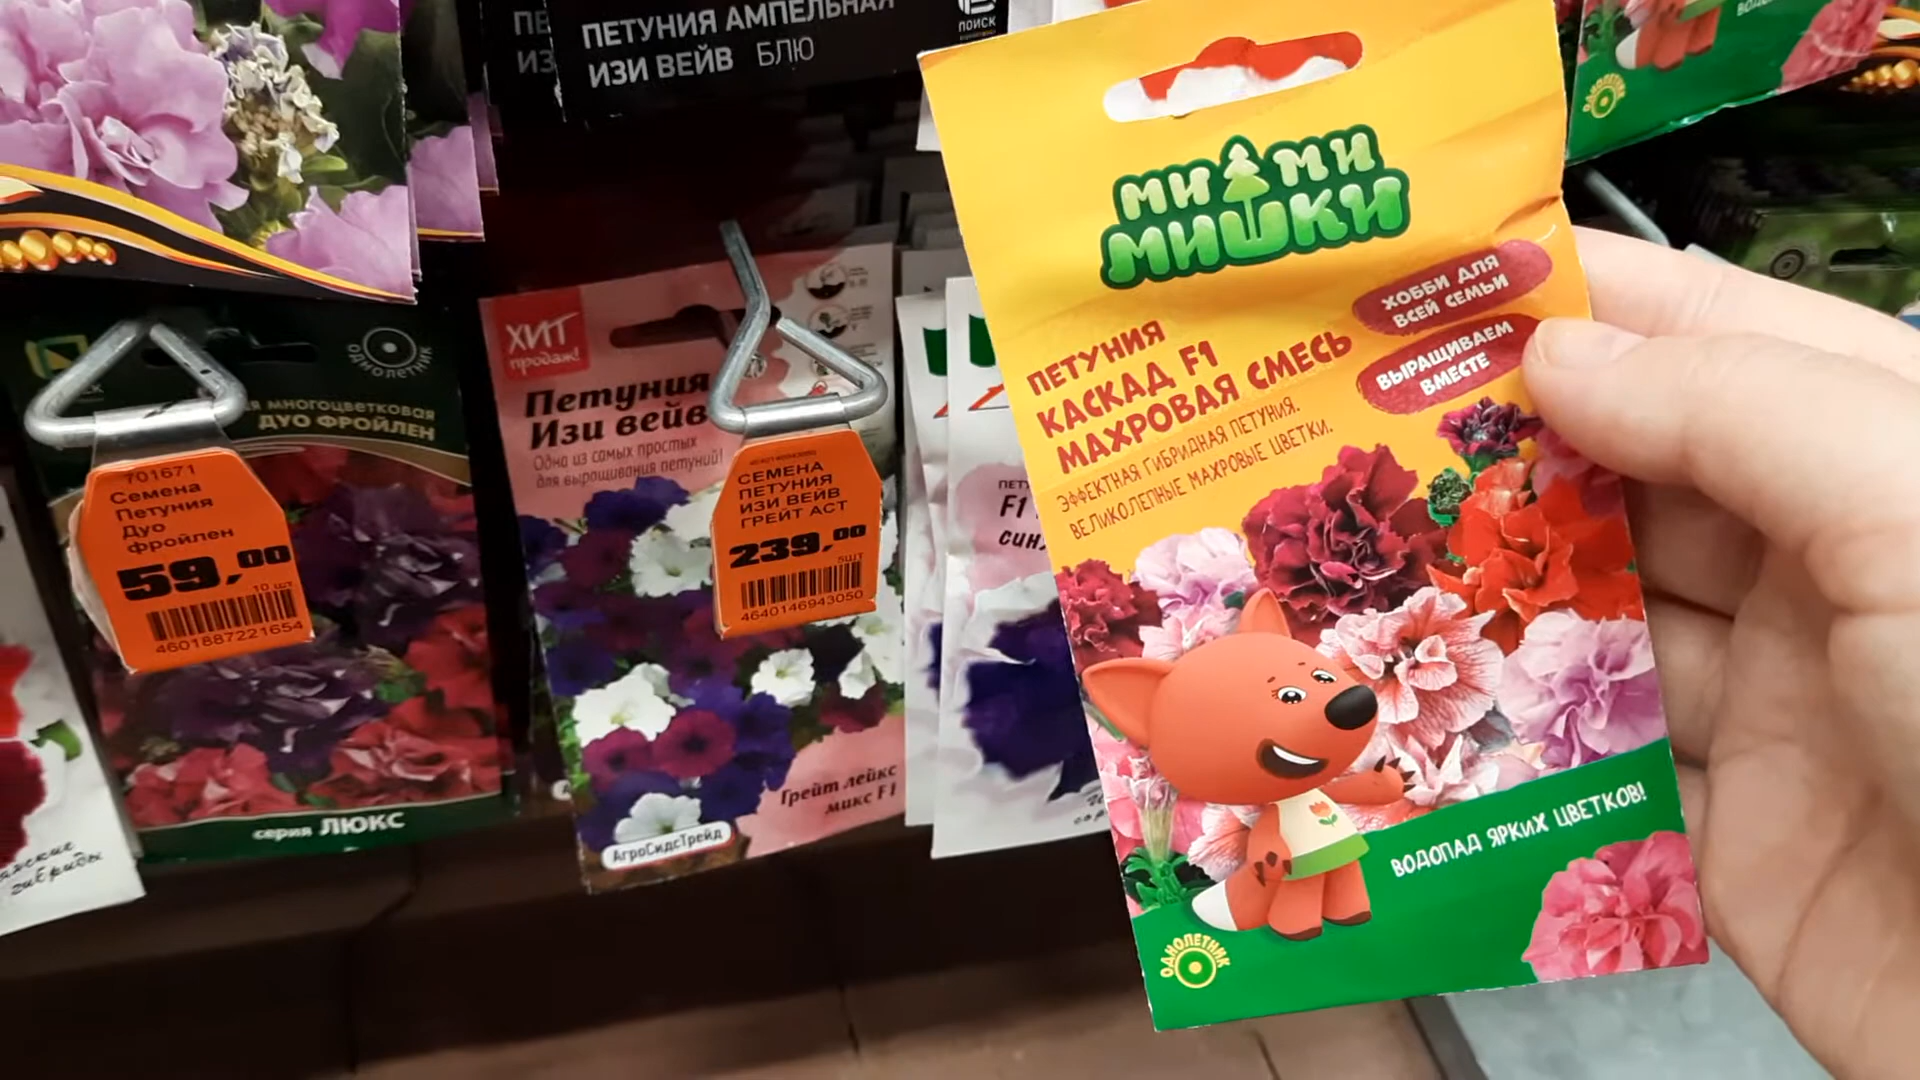 ПЕТУНИЯ АМПЕЛЬНАЯ
ИЗИ ВЕЙВ БЛЮ
ПОИСК
МИ МИ
МИШКИ
ХОББИ ДЛЯ
ВСЕЙ СЕМЬИ
ВЫРАЩИВАЕМ
ВМЕСТЕ
ПЕТУНИЯ
КАСКАД F1
МАХРОВАЯ СМЕСЬ
ЭФФЕКТНАЯ ГИБРИДНАЯ ПЕТУНИЯ.
ВЕЛИКОЛЕПНЫЕ МАХРОВЫЕ ЦВЕТКИ.
ВОДОПАД ЯРКИХ ЦВЕТКОВ!
ОДНОЛЕТНИК
ОДНОЛЕТНИК
ОДНОЛЕТНИК
МНОГОЦВЕТКОВАЯ
ДУО ФРОЙЛЕН
701671
Семена
Петуния
Дуо
фройлен
59,00
10 шт
4601887221654
серия ЛЮКС
ХИТ
продаж!
Петуния
Изи вейв
Одна из самых простых
для выращивания петуний!
СЕМЕНА
ПЕТУНИЯ
ИЗИ ВЕЙВ
ГРЕЙТ АСТ
239,00
5ШТ
4640146943050
Грейт лейкс
микс F1
АгроСидсТрейд
F1
гибриды